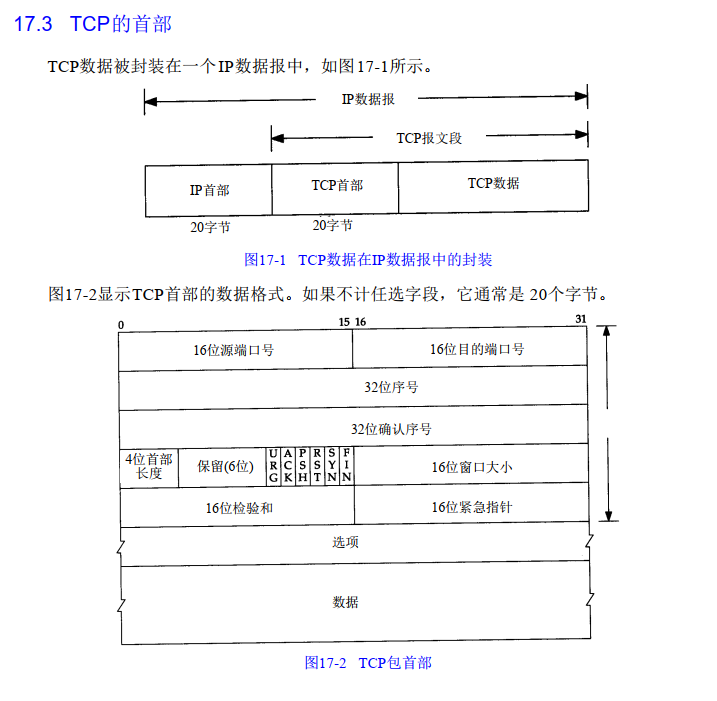 17.3 TCP的首部
TCP数据被封装在一个IP数据报中，如图17-1所示。
IP数据报
TCP报文段
IP首部
TCP首部
TCP数据
20字节
20字节
图17-1 TCP数据在IP数据报中的封装
图17-2显示TCP首部的数据格式。如果不计任选字段，它通常是 20个字节。
0
15 16
31
16位源端口号
16位目的端口号
32位序号
32位确认序号
4位首部
长度
保留(6位)
URG
ACK
PSH
RST
SYN
FIN
16位窗口大小
16位检验和
16位紧急指针
选项
数据
图17-2 TCP包首部